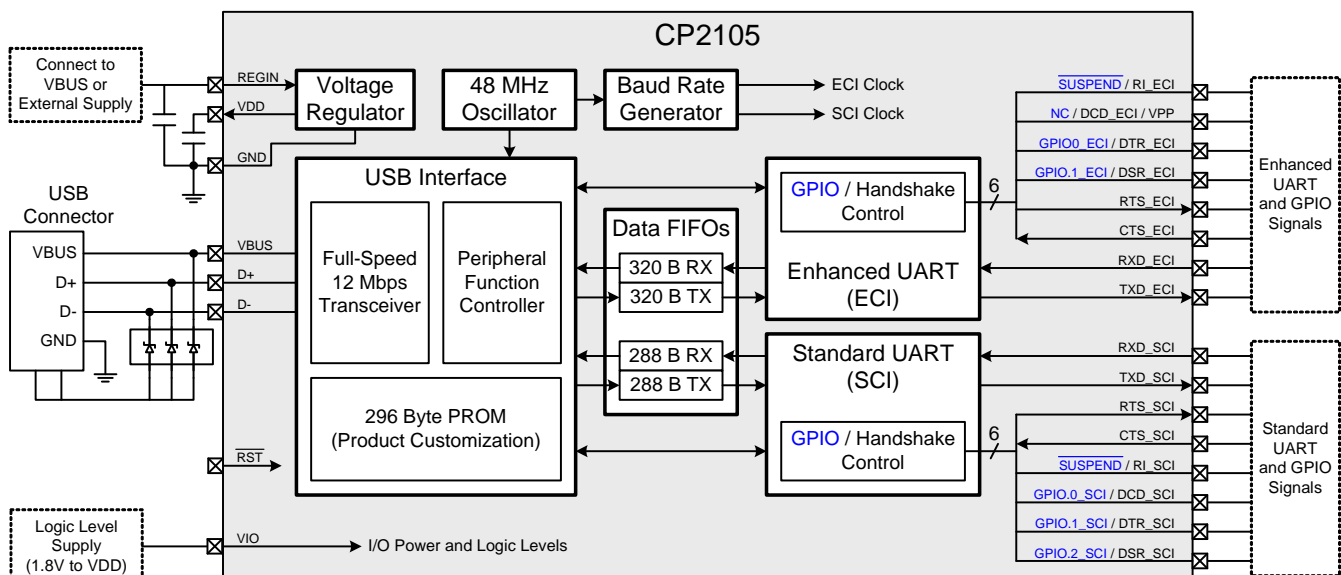 CP2105
Connect to
VBUS or
External Supply
REGIN
VDD
GND
Voltage
Regulator
48 MHz
Oscillator
Baud Rate
Generator
ECI Clock
SCI Clock
USB Interface
Full-Speed
12 Mbps
Transceiver
Peripheral
Function
Controller
296 Byte PROM
(Product Customization)
USB
Connector
VBUS
D+
D-
GND
VBUS
D+
D-
RST
Logic Level
Supply
(1.8V to VDD)
VIO
I/O Power and Logic Levels
Data FIFOs
320 B RX
320 B TX
288 B RX
288 B TX
GPIO / Handshake
Control
Enhanced UART
(ECI)
6
SUSPEND / RI_ECI
NC / DCD_ECI / VPP
GPIO0_ECI / DTR_ECI
GPIO.1_ECI / DSR_ECI
RTS_ECI
CTS_ECI
RXD_ECI
TXD_ECI
Enhanced
UART
and GPIO
Signals
Standard UART
(SCI)
GPIO / Handshake
Control
6
RXD_SCI
TXD_SCI
RTS_SCI
CTS_SCI
SUSPEND / RI_SCI
GPIO.0_SCI / DCD_SCI
GPIO.1_SCI / DTR_SCI
GPIO.2_SCI / DSR_SCI
Standard
UART
and GPIO
Signals